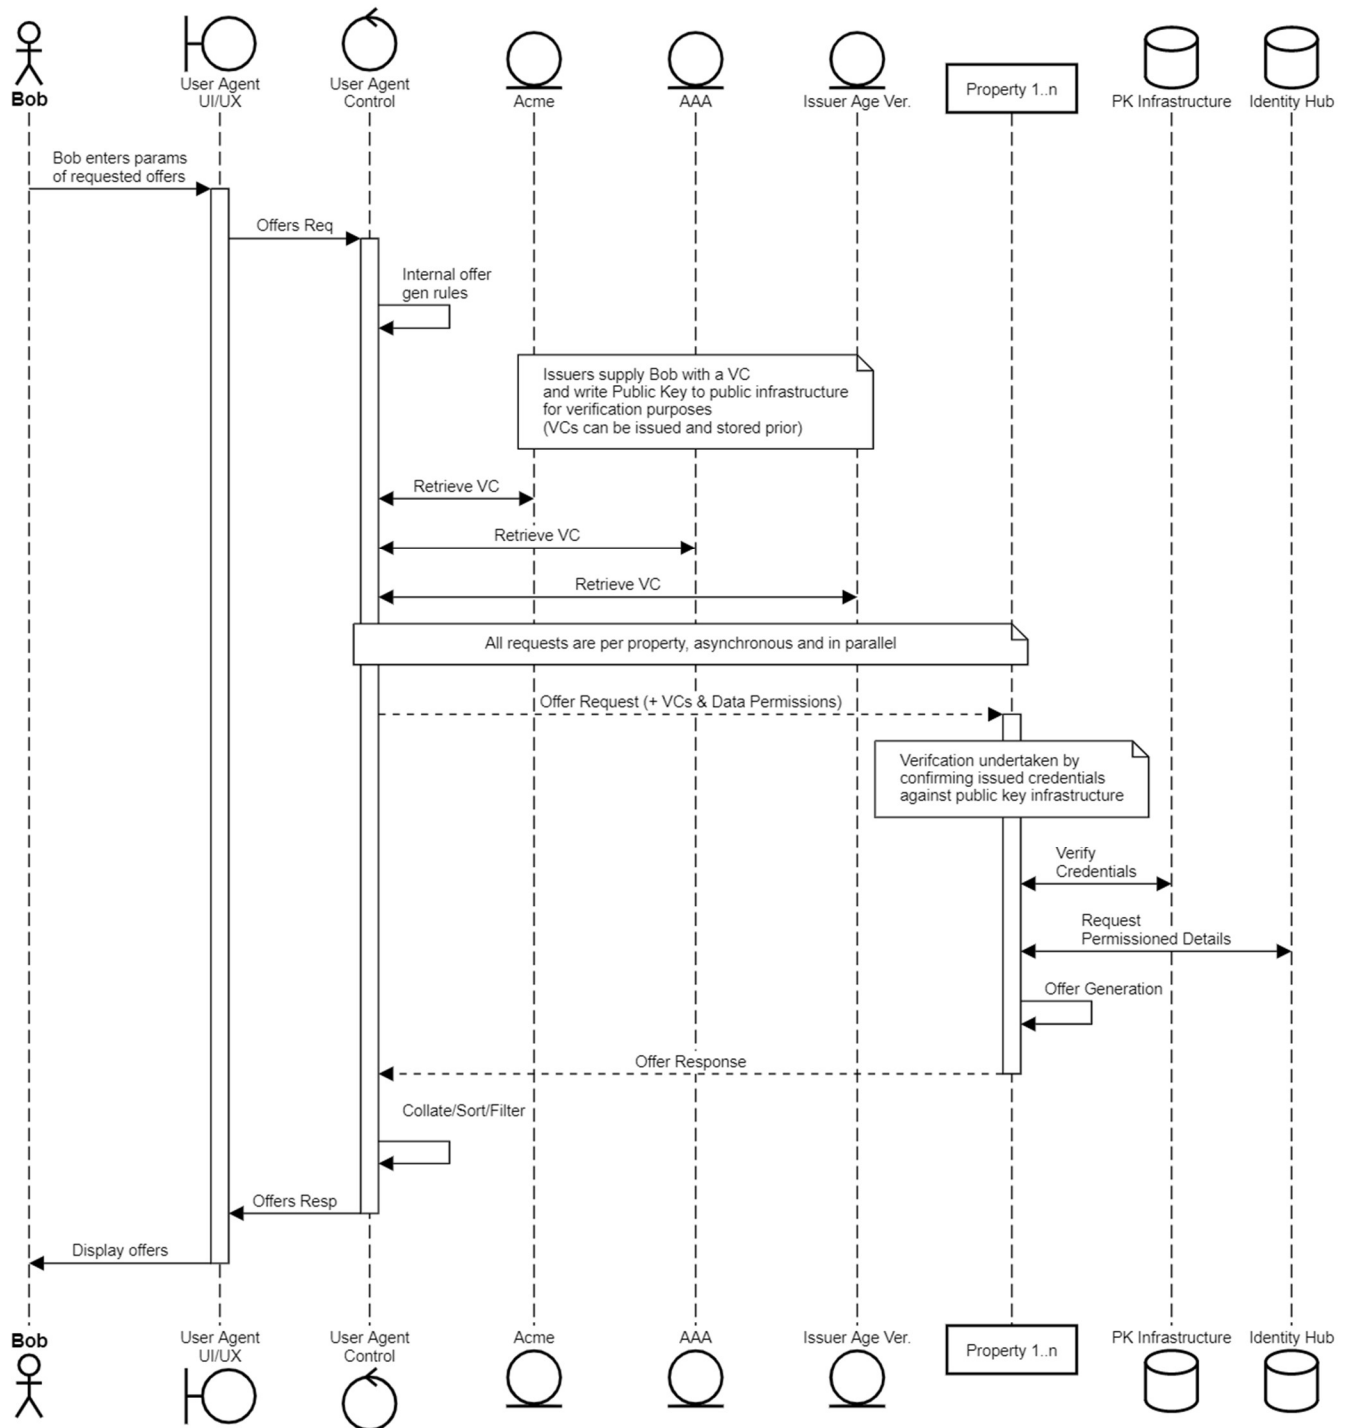 Bob
User Agent
UI/UX
User Agent
Control
Acme
AAA
Issuer Age Ver.
Property 1..n
PK Infrastructure
Identity Hub
Bob enters params
of requested offers
Offers Req
Internal offer
gen rules
Issuers supply Bob with a VC
and write Public Key to public infrastructure
for verification purposes
(VCs can be issued and stored prior)
Retrieve VC
Retrieve VC
Retrieve VC
All requests are per property, asynchronous and in parallel
Offer Request (+ VCs & Data Permissions)
Verifcation undertaken by
confirming issued credentials
against public key infrastructure
Verify
Credentials
Request
Permissioned Details
Offer Generation
Offer Response
Collate/Sort/Filter
Offers Resp
Display offers
Bob
User Agent
UI/UX
User Agent
Control
Acme
AAA
Issuer Age Ver.
Property 1..n
PK Infrastructure
Identity Hub